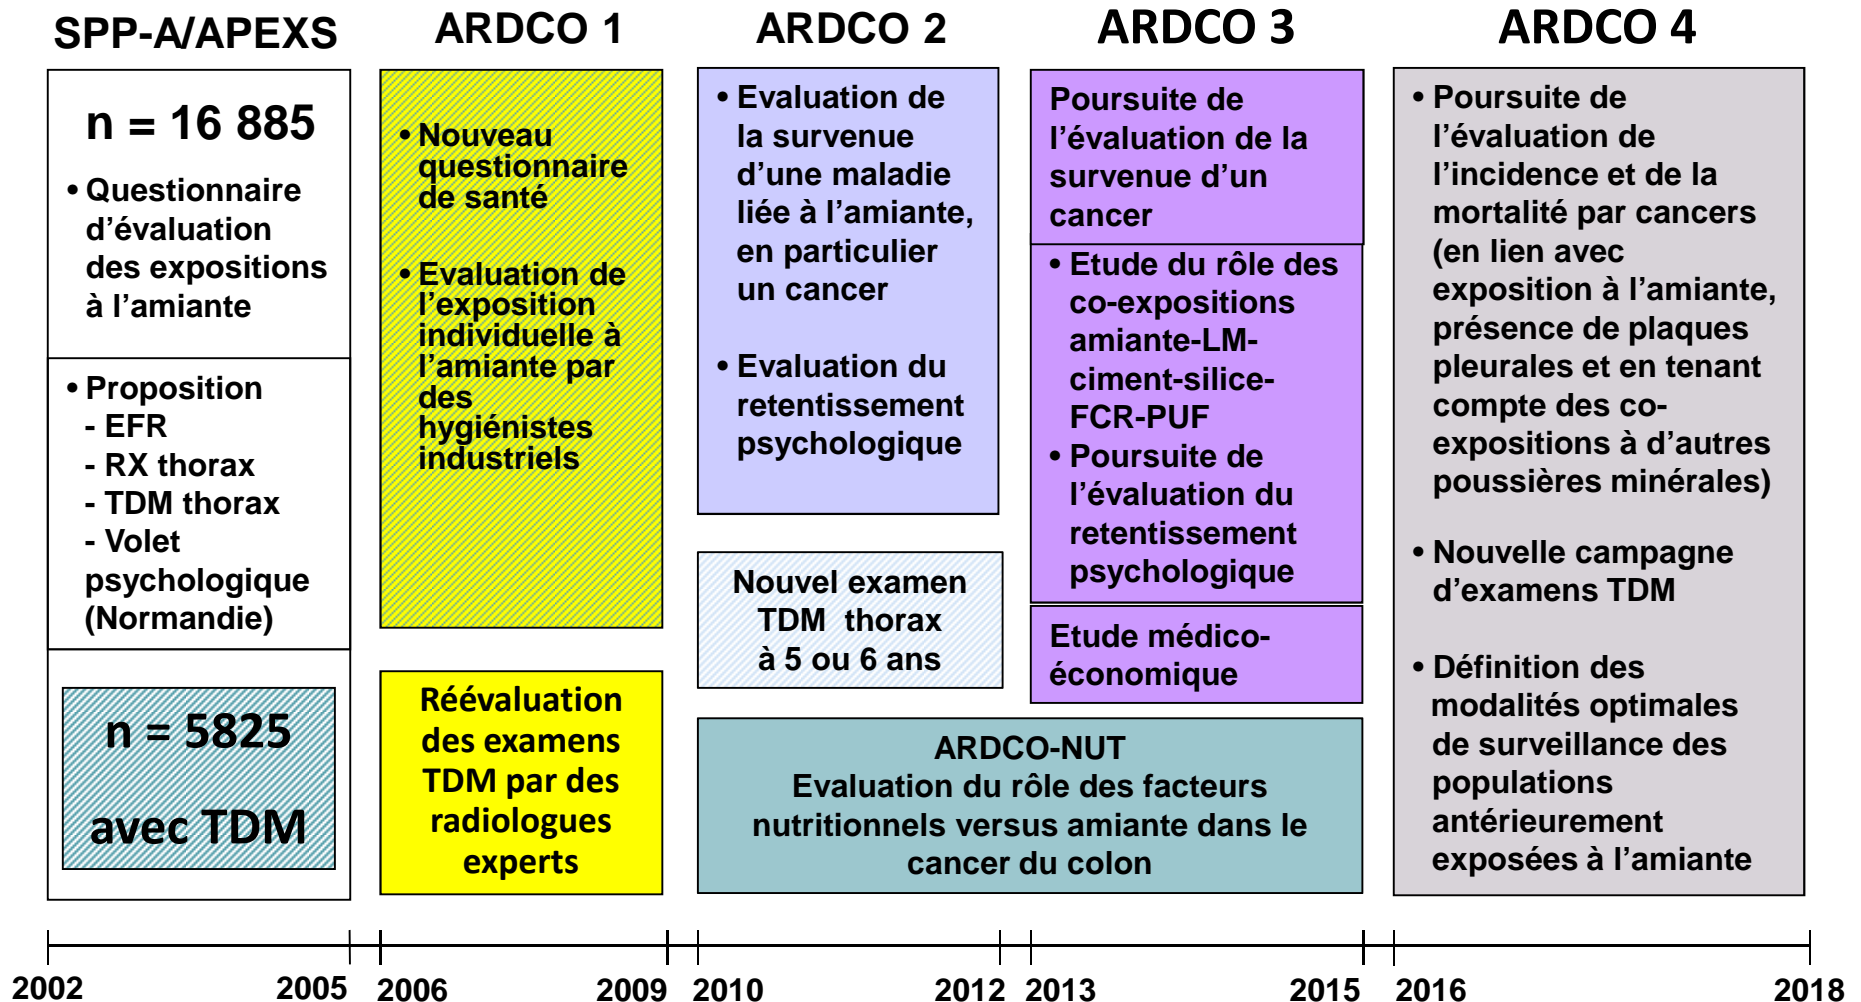 SPP-A/APEXS
n = 16 885
• Questionnaire
d’évaluation
des expositions
à l’amiante
• Proposition
- EFR
- RX thorax
- TDM thorax
- Volet
psychologique
(Normandie)
n = 5825
avec TDM
ARDCO 1
• Nouveau
questionnaire
de santé
• Evaluation de
l’exposition
individuelle à
l’amiante par
des
hygiénistes
industriels
Réévaluation
des examens
TDM par des
radiologues
experts
ARDCO 2
• Evaluation de
la survenue
d’une maladie
liée à l’amiante,
en particulier
un cancer
• Evaluation du
retentissement
psychologique
Nouvel examen
TDM thorax
à 5 ou 6 ans
ARDCO 3
Poursuite de
l’évaluation de la
survenue d’un
cancer
• Etude du rôle des
co-expositions
amiante-LM-
ciment-silice-
FCR-PUF
• Poursuite de
l’évaluation du
retentissement
psychologique
Etude médico-
économique
ARDCO-NUT
Evaluation du rôle des facteurs
nutritionnels versus amiante dans le
cancer du colon
ARDCO 4
• Poursuite de
l’évaluation de
l’incidence et de la
mortalité par cancers
(en lien avec
exposition à l’amiante,
présence de plaques
pleurales et en tenant
compte des co-
expositions à d’autres
poussières minérales)
• Nouvelle campagne
d’examens TDM
• Définition des
modalités optimales
de surveillance des
populations
antérieurement
exposées à l’amiante
2002 2005 2006 2009 2010 2012 2013 2015 2016 2018